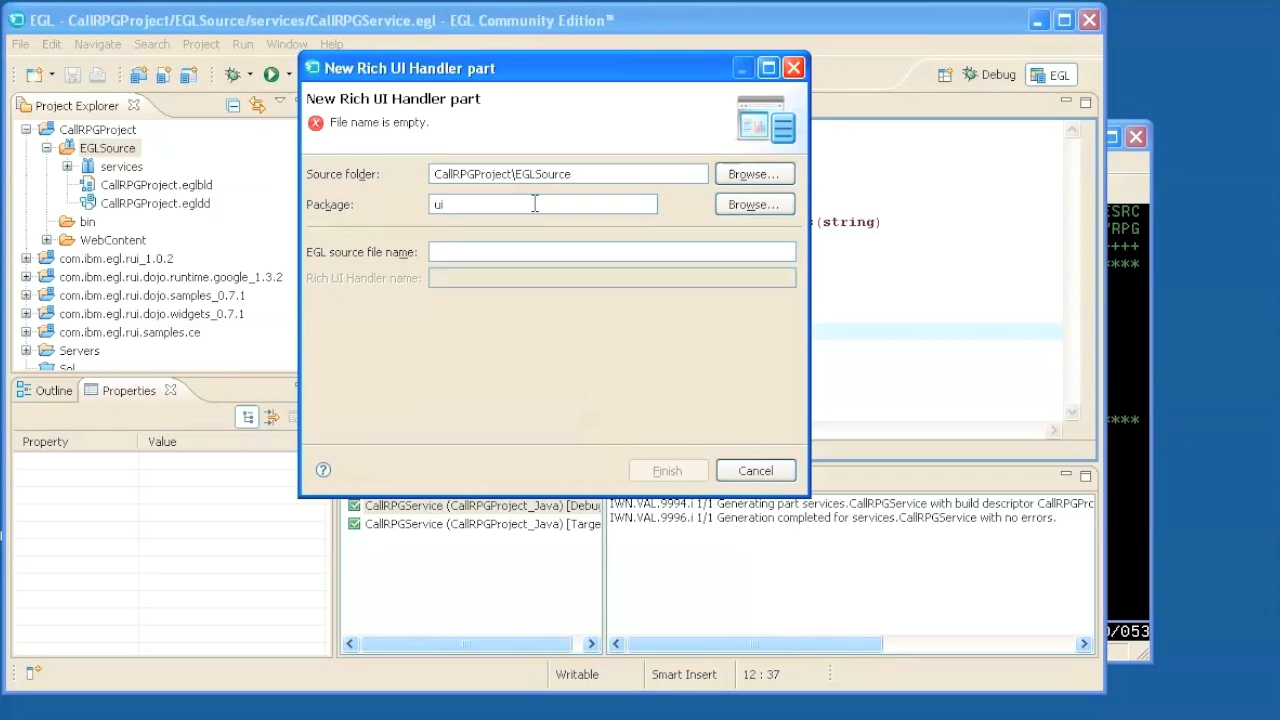 EGL - CallRPGProject/EGLSource/services/CallRPGService.egl - EGL Community Edition™
File Edit Navigate Search Project Run Window Help
Debug
EGL
Project Explorer
CallRPGProject
EGLSource
services
CallRPGProject.eglbld
CallRPGProject.egldd
bin
WebContent
com.ibm.egl.rui_1.0.2
com.ibm.egl.rui.dojo.runtime.google_1.3.2
com.ibm.egl.rui.dojo.samples_0.7.1
com.ibm.egl.rui.dojo.widgets_0.7.1
com.ibm.egl.rui.samples.ce
Servers
Sql
Outline
Properties
Property Value
New Rich UI Handler part
New Rich UI Handler part
File name is empty.
Source folder: CallRPGProject\EGLSource Browse...
Package: ui Browse...
EGL source file name:
Rich UI Handler name:
? Finish Cancel
(string)
ESRC
/RPG
++++
****
****
/053
CallRPGService (CallRPGProject_Java) [Debug
CallRPGService (CallRPGProject_Java) [Targe
IWN.VAL.9994.i 1/1 Generating part services.CallRPGService with build descriptor CallRPGPrc
IWN.VAL.9996.i 1/1 Generation completed for services.CallRPGService with no errors.
Writable Smart Insert 12 : 37